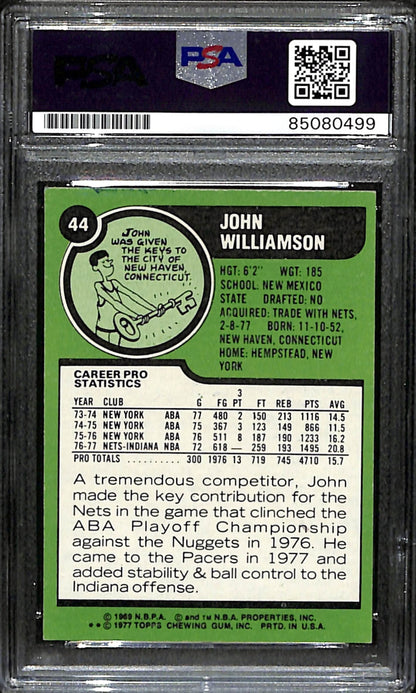 PSA
85080499
44
JOHN
WILLIAMSON
JOHN
WAS GIVEN
THE KEYS TO
THE CITY OF
NEW HAVEN,
CONNECTICUT.
HGT: 6'2" WGT: 185
SCHOOL: NEW MEXICO
STATE DRAFTED: NO
ACQUIRED: TRADE WITH NETS,
2-8-77 BORN: 11-10-52,
NEW HAVEN, CONNECTICUT
HOME: HEMPSTEAD, NEW
YORK
CAREER PRO
STATISTICS
3
YEAR CLUB G FG PT FT REB PTS AVG
73-74 NEW YORK ABA 77 480 2 150 213 1116 14.5
74-75 NEW YORK ABA 75 367 3 123 149 866 11.5
75-76 NEW YORK ABA 76 511 8 187 190 1233 16.2
76-77 NETS-INDIANA NBA 72 618 — 259 193 1495 20.8
PRO TOTALS 300 1976 13 719 745 4710 15.7
A tremendous competitor, John
made the key contribution for the
Nets in the game that clinched the
ABA Playoff Championship
against the Nuggets in 1976. He
came to the Pacers in 1977 and
added stability & ball control to the
Indiana offense.
© 1969 N.B.P.A. © and TM N.B.A. PROPERTIES, INC.
** © 1977 TOPPS CHEWING GUM, INC. PRTD. IN U.S.A.